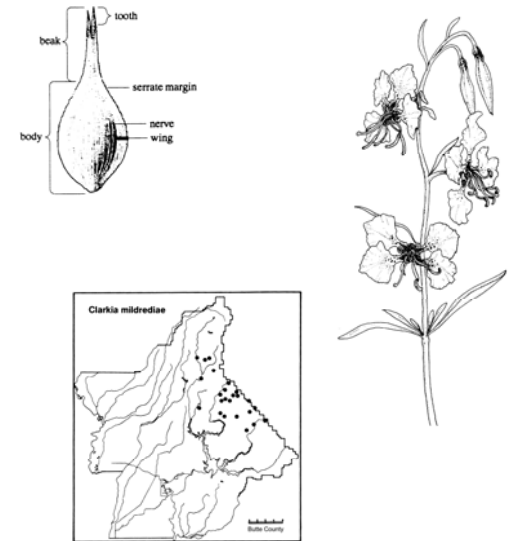 tooth
beak
serrate margin
nerve
body
wing
Clarkia mildrediae
Butte County